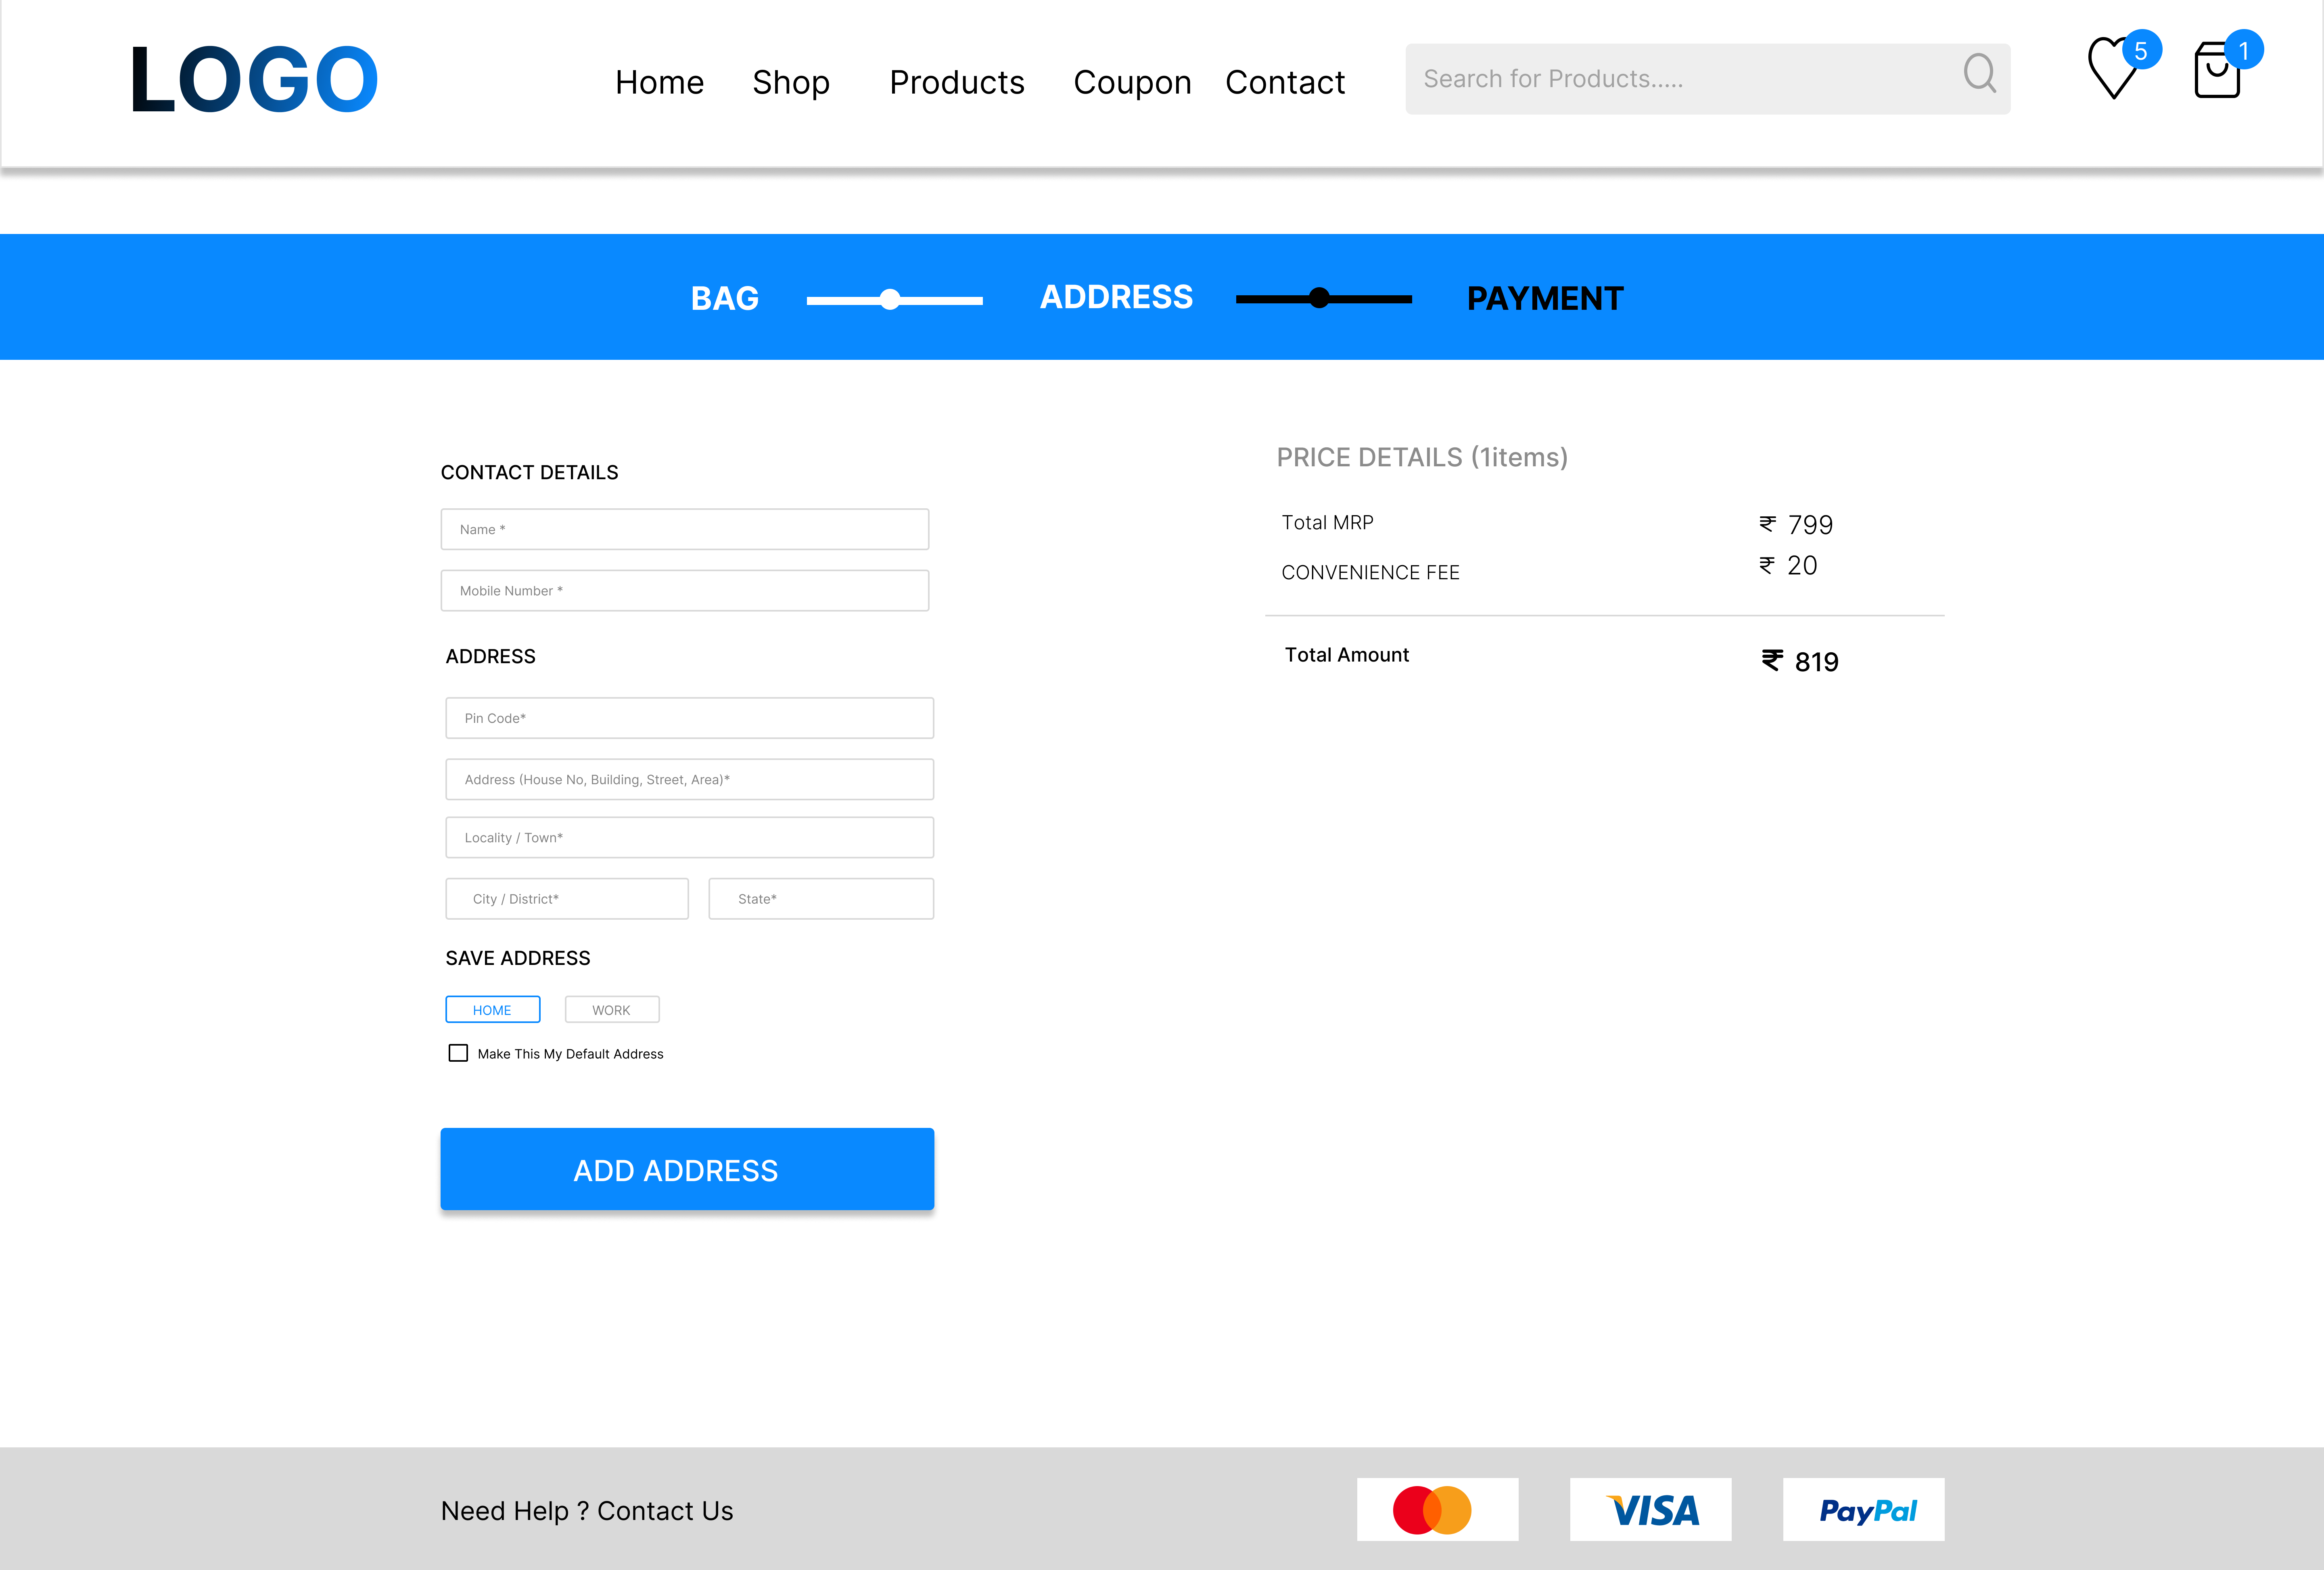 LOGO
Home Shop Products Coupon Contact
Search for Products.....
5
1
BAG
ADDRESS
PAYMENT
CONTACT DETAILS
Name *
Mobile Number *
ADDRESS
Pin Code*
Address (House No, Building, Street, Area)*
Locality / Town*
City / District*
State*
SAVE ADDRESS
HOME
WORK
Make This My Default Address
ADD ADDRESS
PRICE DETAILS (1items)
Total MRP ₹ 799
CONVENIENCE FEE ₹ 20
Total Amount ₹ 819
Need Help ? Contact Us
VISA
PayPal